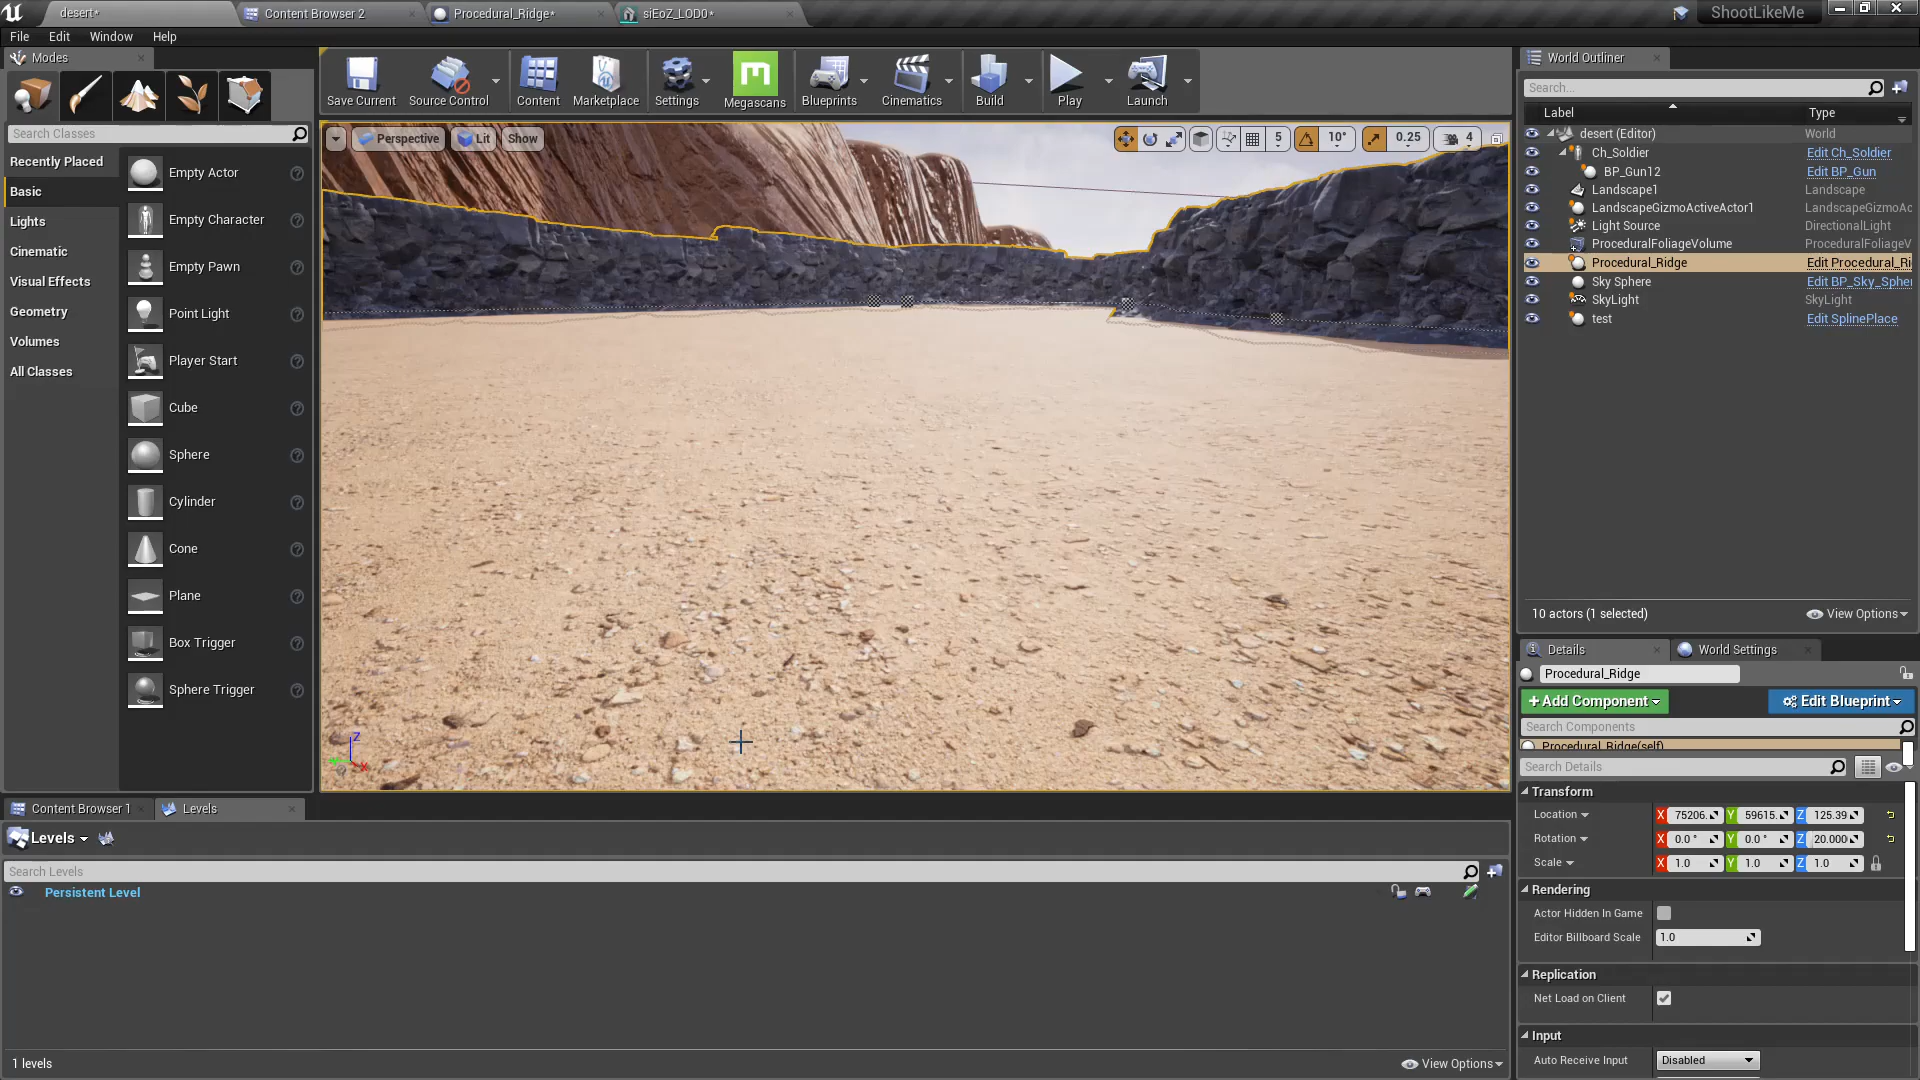 desert*
Content Browser 2
Procedural_Ridge*
siEoZ_LOD0*
ShootLikeMe
File Edit Window Help
Modes
Search Classes
Recently Placed
Basic
Lights
Cinematic
Visual Effects
Geometry
Volumes
All Classes
Empty Actor
Empty Character
Empty Pawn
Point Light
Player Start
Cube
Sphere
Cylinder
Cone
Plane
Box Trigger
Sphere Trigger
Save Current
Source Control
Content
Marketplace
Settings
Megascans
Blueprints
Cinematics
Build
Play
Launch
Perspective
Lit
Show
5
10°
0.25
4
Z
X
World Outliner
Search...
Label Type
desert (Editor) World
Ch_Soldier Edit Ch_Soldier
BP_Gun12 Edit BP_Gun
Landscape1 Landscape
LandscapeGizmoActiveActor1 LandscapeGizmoAc
Light Source DirectionalLight
ProceduralFoliageVolume ProceduralFoliageV
Procedural_Ridge Edit Procedural_Ri
Sky Sphere Edit BP_Sky_Spher
SkyLight SkyLight
test Edit SplinePlace
10 actors (1 selected)
View Options
Details
World Settings
Procedural_Ridge
+Add Component
Edit Blueprint
Search Components
Procedural_Ridge(self)
Search Details
Transform
Location X 75206. Y 59615. Z 125.39
Rotation X 0.0 ° Y 0.0 ° Z 20.000
Scale X 1.0 Y 1.0 Z 1.0
Rendering
Actor Hidden In Game
Editor Billboard Scale 1.0
Replication
Net Load on Client
Input
Auto Receive Input Disabled
Content Browser 1
Levels
Levels
Search Levels
Persistent Level
1 levels
View Options